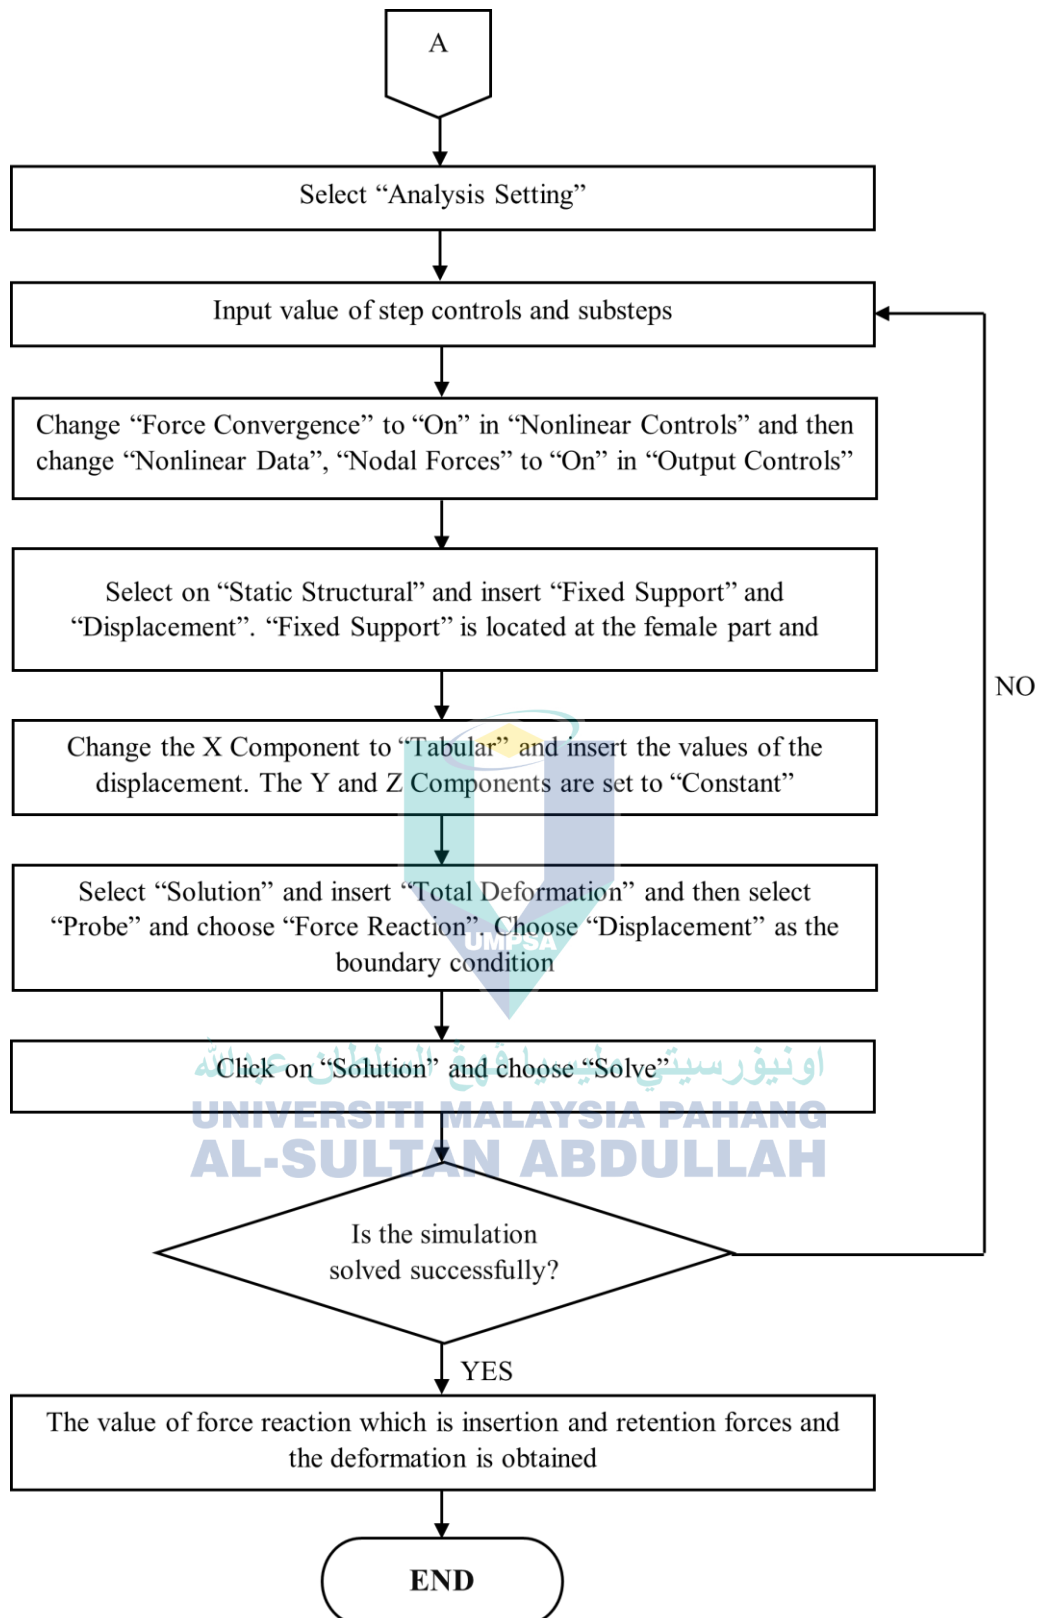 A
Select “Analysis Setting”
Input value of step controls and substeps
Change “Force Convergence” to “On” in “Nonlinear Controls” and then
change “Nonlinear Data”, “Nodal Forces” to “On” in “Output Controls”
Select on “Static Structural” and insert “Fixed Support” and
“Displacement”. “Fixed Support” is located at the female part and
NO
Change the X Component to “Tabular” and insert the values of the
displacement. The Y and Z Components are set to “Constant”
Select “Solution” and insert “Total Deformation” and then select
“Probe” and choose “Force Reaction”. Choose “Displacement” as the
boundary condition
UMPSA
Click on “Solution” and choose “Solve”
اونيۏرسيتي مليسيا ڤهڠ السلطان عبدالله
UNIVERSITI MALAYSIA PAHANG
AL-SULTAN ABDULLAH
Is the simulation
solved successfully?
YES
The value of force reaction which is insertion and retention forces and
the deformation is obtained
END